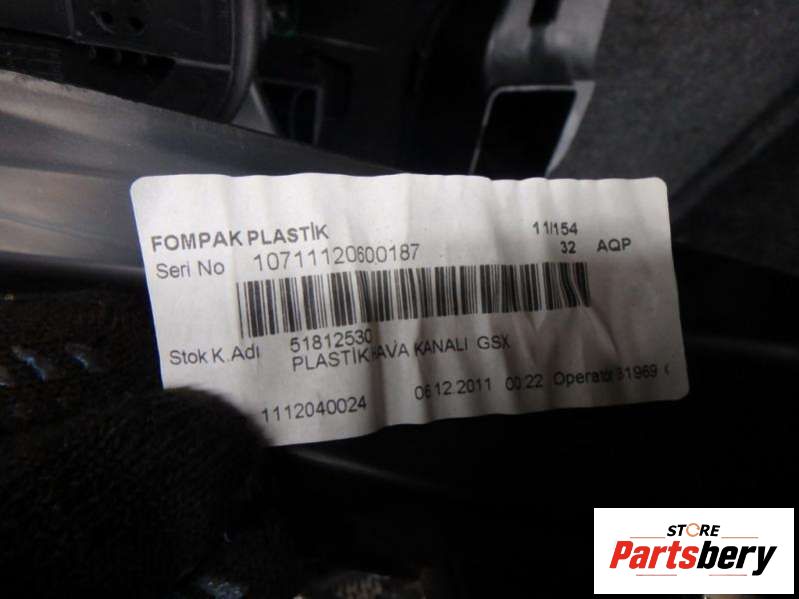 FOMPAK PLASTİK 11/154
Seri No 10711120600187 32 AQP
Stok K.Adı 51812530
PLASTİK HAVA KANALI GSX
1112040024 06.12.2011 00:22 Operatör 31969
STORE
Partsbery